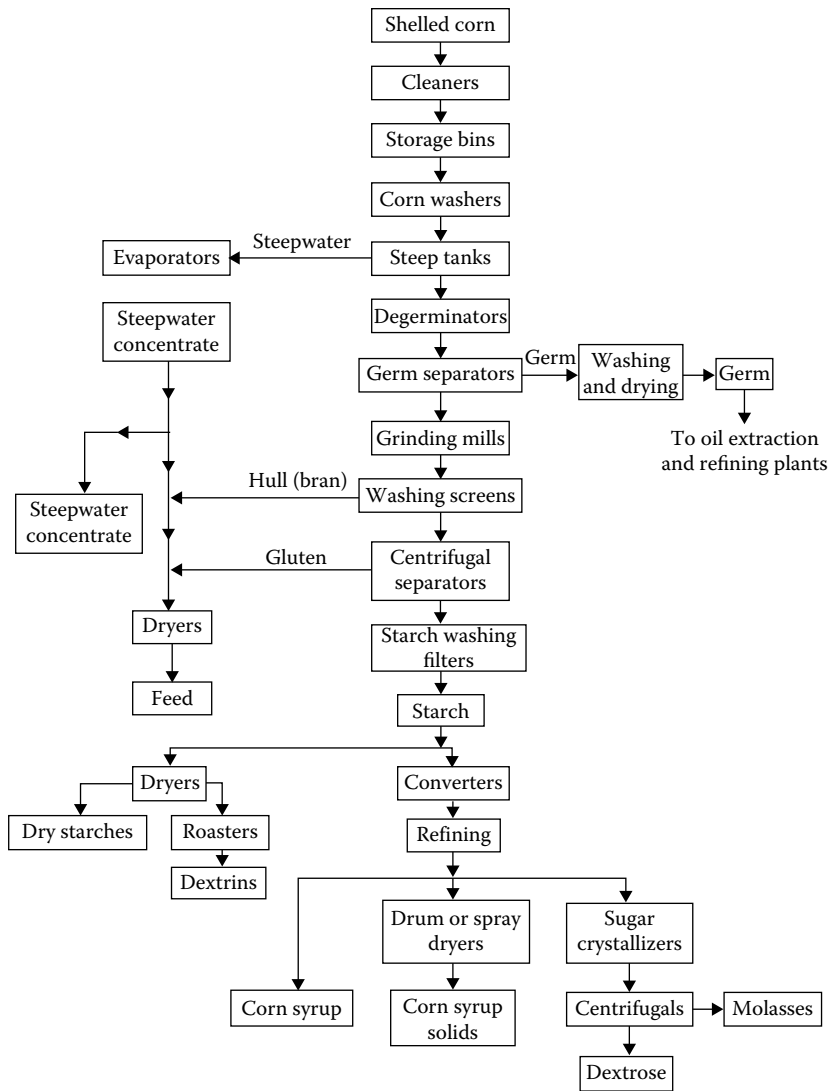 Shelled corn
Cleaners
Storage bins
Corn washers
Steepwater
Evaporators
Steep tanks
Steepwater
concentrate
Degerminators
Germ separators
Germ
Washing
and drying
Germ
To oil extraction
and refining plants
Grinding mills
Steepwater
concentrate
Hull (bran)
Washing screens
Gluten
Centrifugal
separators
Dryers
Starch washing
filters
Feed
Starch
Dryers
Converters
Dry starches
Roasters
Refining
Dextrins
Drum or spray
dryers
Sugar
crystallizers
Corn syrup
Corn syrup
solids
Centrifugals
Molasses
Dextrose